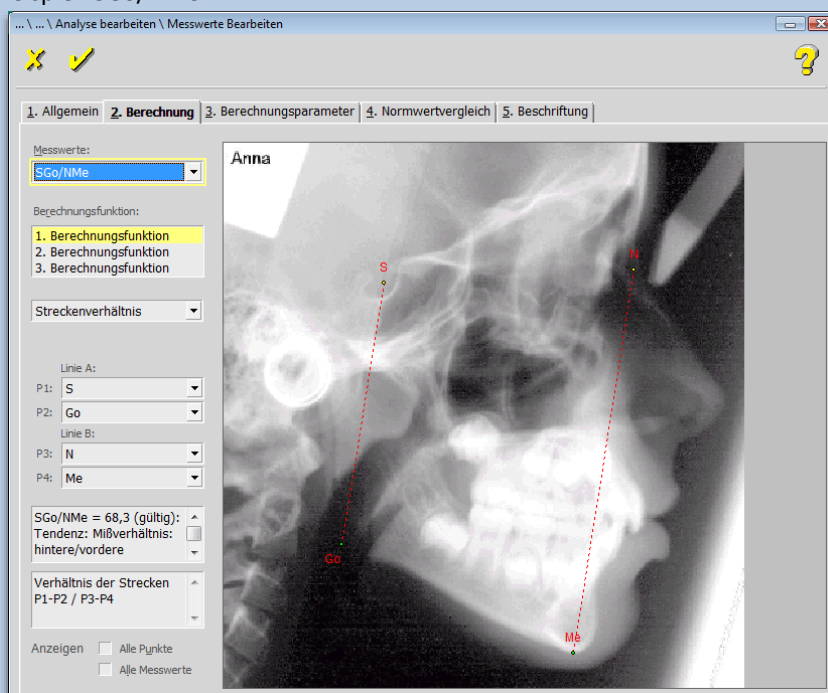 ... \ ... \ Analyse bearbeiten \ Messwerte Bearbeiten
1. Allgemein
2. Berechnung
3. Berechnungsparameter
4. Normwertvergleich
5. Beschriftung
Messwerte:
SGo/NMe
Berechnungsfunktion:
1. Berechnungsfunktion
2. Berechnungsfunktion
3. Berechnungsfunktion
Streckenverhältnis
Linie A:
P1: S
P2: Go
Linie B:
P3: N
P4: Me
SGo/NMe = 68,3 (gültig):
Tendenz: Mißverhältnis:
hintere/vordere
Verhältnis der Strecken
P1-P2 / P3-P4
Anzeigen
Alle Punkte
Alle Messwerte
Anna
S
N
Go
Me